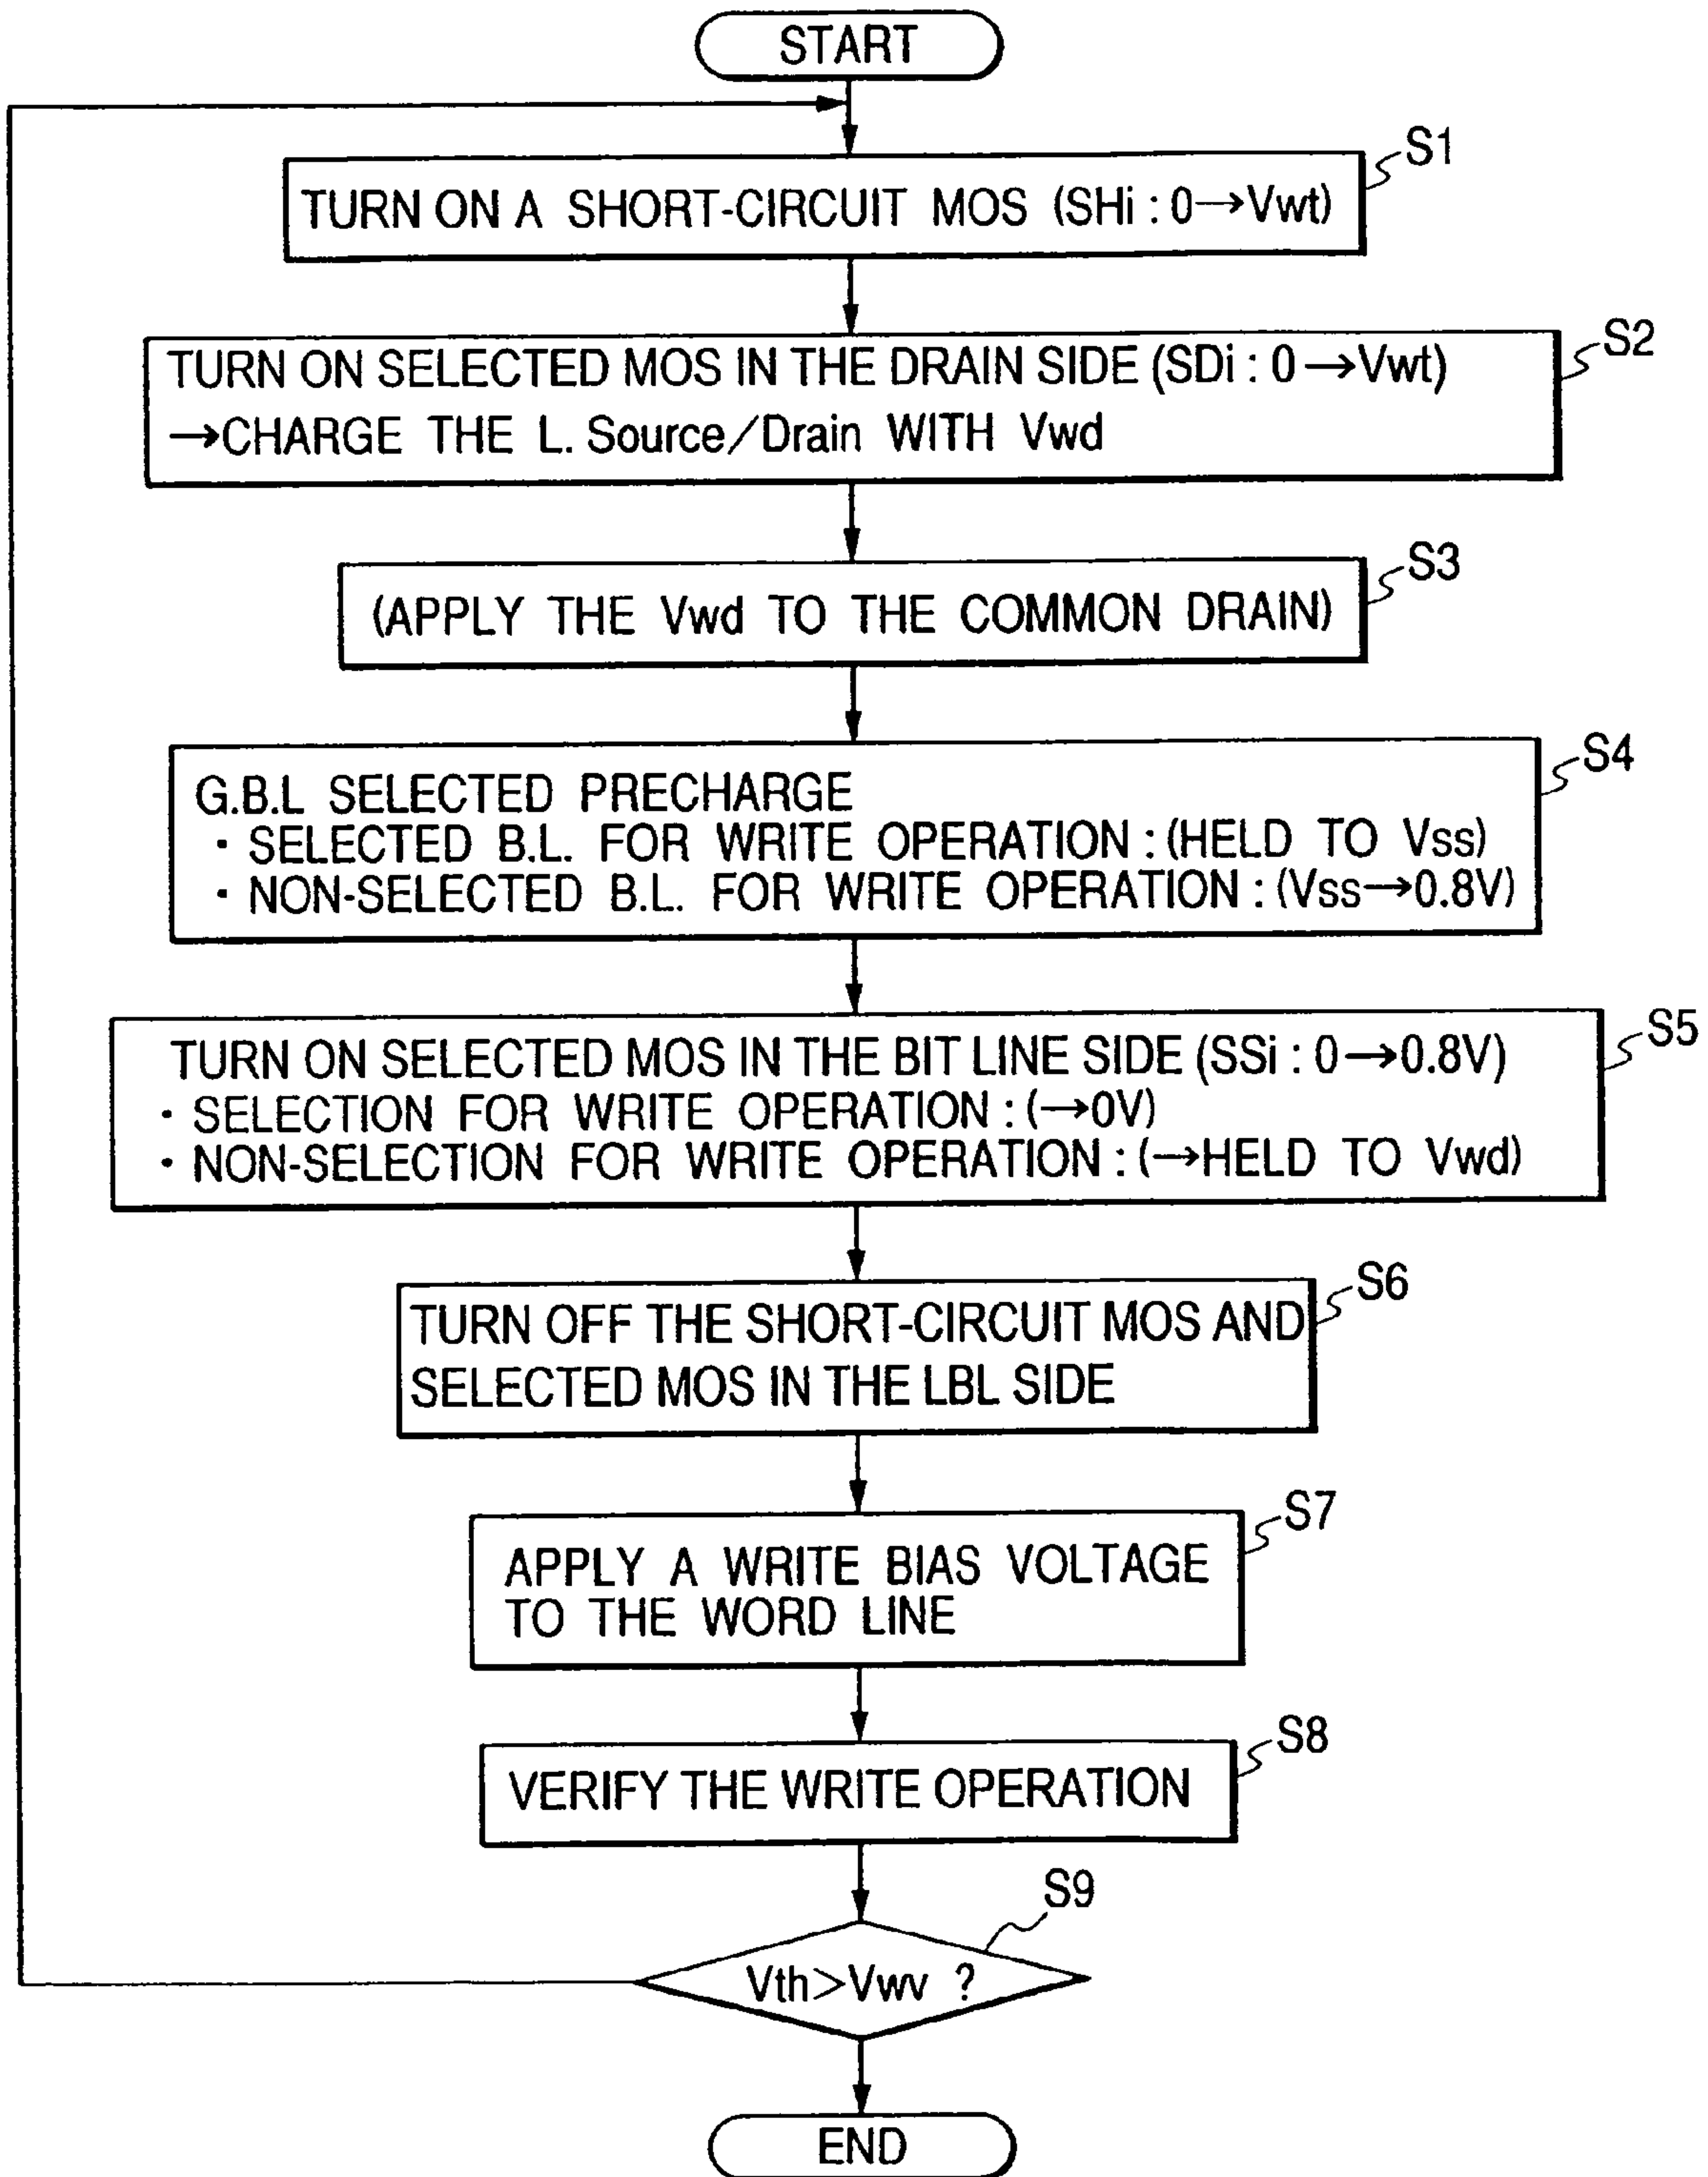 START
S1
TURN ON A SHORT-CIRCUIT MOS (SHi : 0→Vwt)
S2
TURN ON SELECTED MOS IN THE DRAIN SIDE (SDi : 0→Vwt)
→CHARGE THE L. Source/Drain WITH Vwd
S3
(APPLY THE Vwd TO THE COMMON DRAIN)
S4
G.B.L SELECTED PRECHARGE
· SELECTED B.L. FOR WRITE OPERATION : (HELD TO Vss)
· NON-SELECTED B.L. FOR WRITE OPERATION : (Vss→0.8V)
S5
TURN ON SELECTED MOS IN THE BIT LINE SIDE (SSi : 0→0.8V)
· SELECTION FOR WRITE OPERATION : (→0V)
· NON-SELECTION FOR WRITE OPERATION : (→HELD TO Vwd)
S6
TURN OFF THE SHORT-CIRCUIT MOS AND
SELECTED MOS IN THE LBL SIDE
S7
APPLY A WRITE BIAS VOLTAGE
TO THE WORD LINE
S8
VERIFY THE WRITE OPERATION
S9
Vth>Vwv ?
END